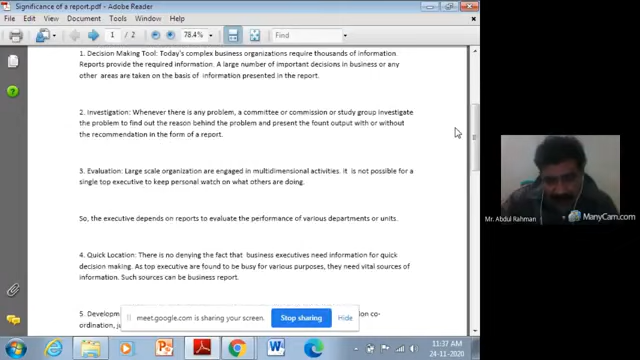 Significance of a report.pdf - Adobe Reader
File Edit View Document Tools Window Help
1 / 2 78.4% Find
1. Decision Making Tool: Today's complex business organizations require thousands of information.
Reports provide the required information. A large number of important decisions in business or any
other areas are taken on the basis of information presented in the report.
2. Investigation: Whenever there is any problem, a committee or commission or study group investigate
the problem to find out the reason behind the problem and present the fount output with or without
the recommendation in the form of a report.
3. Evaluation: Large scale organization are engaged in multidimensional activities. it is not possible for a
single top executive to keep personal watch on what others are doing.
So, the executive depends on reports to evaluate the performance of various departments or units.
4. Quick Location: There is no denying the fact that business executives need information for quick
decision making. As top executive are found to be busy for various purposes, they need vital sources of
information. Such sources can be business report.
5. Developm
ion co-
ordination, ju
meet.google.com is sharing your screen. Stop sharing Hide
Mr. Abdul Rahman
ManyCam.com
11:37 AM
24-11-2020